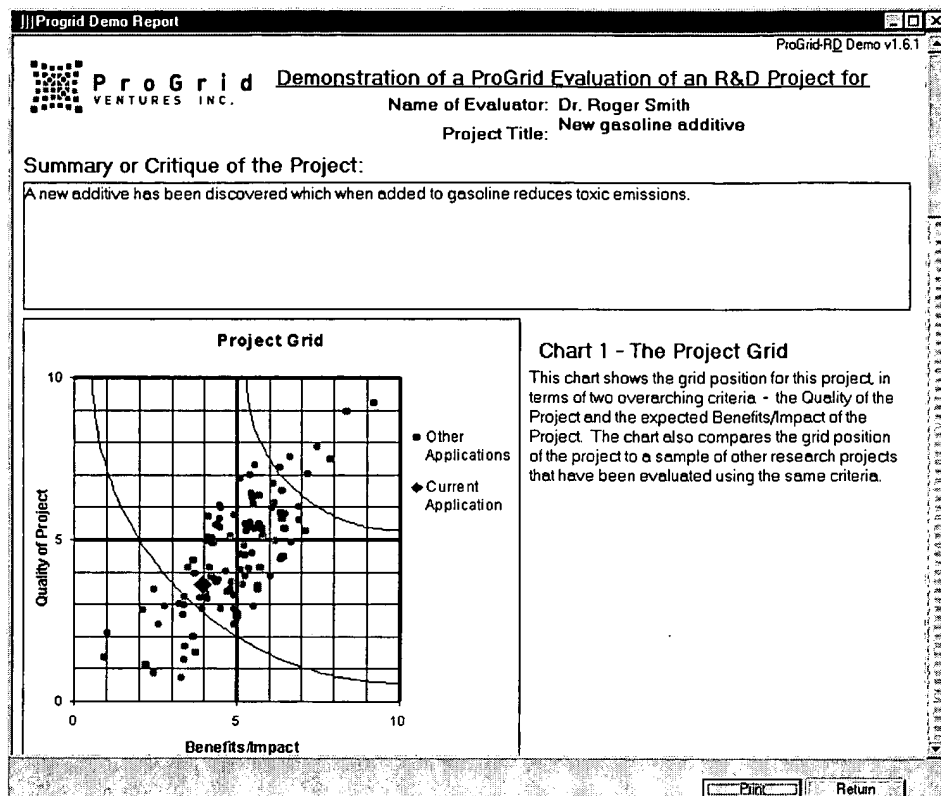 Progrid Demo Report
ProGrid-RD Demo v1.6.1
ProGrid
VENTURES INC.
Demonstration of a ProGrid Evaluation of an R&D Project for
Name of Evaluator: Dr. Roger Smith
Project Title: New gasoline additive
Summary or Critique of the Project:
A new additive has been discovered which when added to gasoline reduces toxic emissions.
Project Grid
10
5
0
Quality of Project
0 5 10
Benefits/Impact
Other
Applications
Current
Application
Chart 1 - The Project Grid
This chart shows the grid position for this project, in
terms of two overarching criteria - the Quality of the
Project and the expected Benefits/Impact of the
Project. The chart also compares the grid position
of the project to a sample of other research projects
that have been evaluated using the same criteria.
Print Return